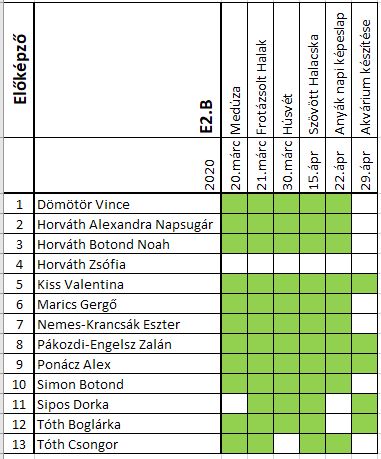 Előképző
E2.B
2020
20.márc Medúza
21.márc Frotázsolt Halak
30.márc Húsvét
15.ápr Szövött Halacska
22.ápr Anyák napi képeslap
29.ápr Akvárium készítése
1 Dömötör Vince
2 Horváth Alexandra Napsugár
3 Horváth Botond Noah
4 Horváth Zsófia
5 Kiss Valentina
6 Marics Gergő
7 Nemes-Krancsák Eszter
8 Pákozdi-Engelsz Zalán
9 Ponácz Alex
10 Simon Botond
11 Sipos Dorka
12 Tóth Boglárka
13 Tóth Csongor